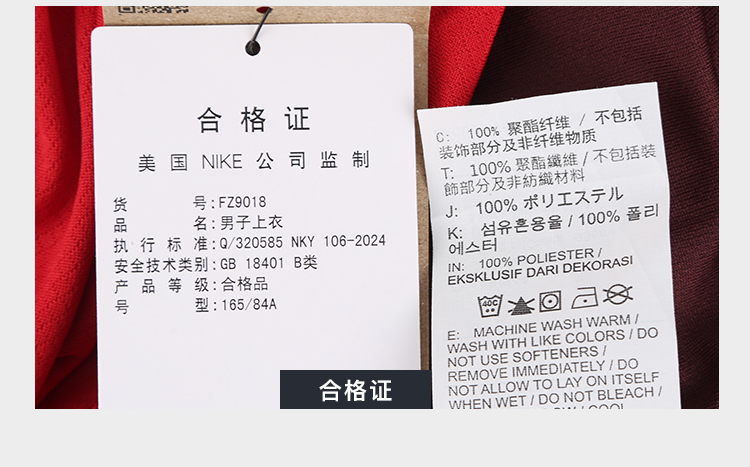 合格证
美国 NIKE 公司监制
货 号:FZ9018
品 名:男子上衣
执行标准:Q/320585 NKY 106-2024
安全技术类别:GB 18401 B类
产品等级:合格品
号 型:165/84A
C: 100% 聚酯纤维 / 不包括
装饰部分及非纤维物质
T: 100% 聚酯纖維 / 不包括裝
飾部分及非紡織材料
J: 100% ポリエステル
K: 섬유혼용율 / 100% 폴리
에스터
IN: 100% POLIESTER /
EKSKLUSIF DARI DEKORASI
40
E: MACHINE WASH WARM /
WASH WITH LIKE COLORS / DO
NOT USE SOFTENERS /
REMOVE IMMEDIATELY / DO
NOT ALLOW TO LAY ON ITSELF
WHEN WET / DO NOT BLEACH /
合格证